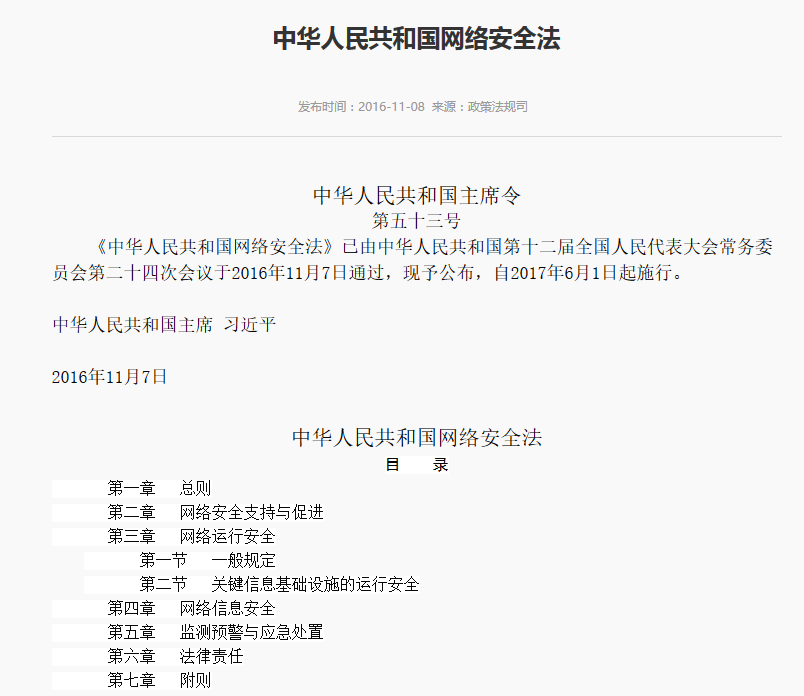 中华人民共和国网络安全法
发布时间：2016-11-08 来源：政策法规司
中华人民共和国主席令
第五十三号
《中华人民共和国网络安全法》已由中华人民共和国第十二届全国人民代表大会常务委
员会第二十四次会议于2016年11月7日通过，现予公布，自2017年6月1日起施行。
中华人民共和国主席 习近平
2016年11月7日
中华人民共和国网络安全法
目 录
第一章 总则
第二章 网络安全支持与促进
第三章 网络运行安全
第一节 一般规定
第二节 关键信息基础设施的运行安全
第四章 网络信息安全
第五章 监测预警与应急处置
第六章 法律责任
第七章 附则